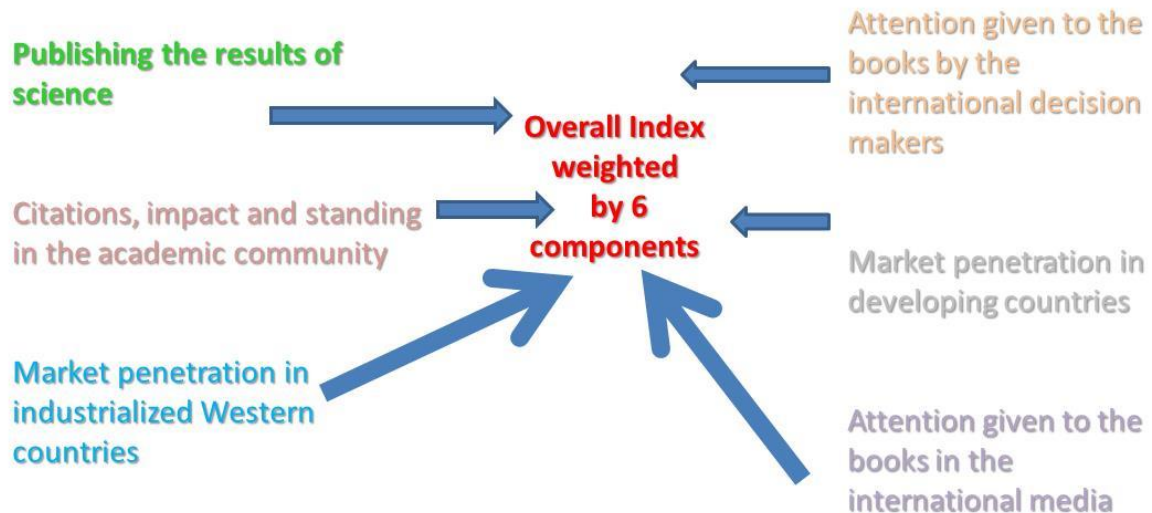 Publishing the results of
science
Citations, impact and standing
in the academic community
Market penetration in
industrialized Western
countries
Overall Index
weighted
by 6
components
Attention given to the
books by the
international decision
makers
Market penetration in
developing countries
Attention given to the
books in the
international media